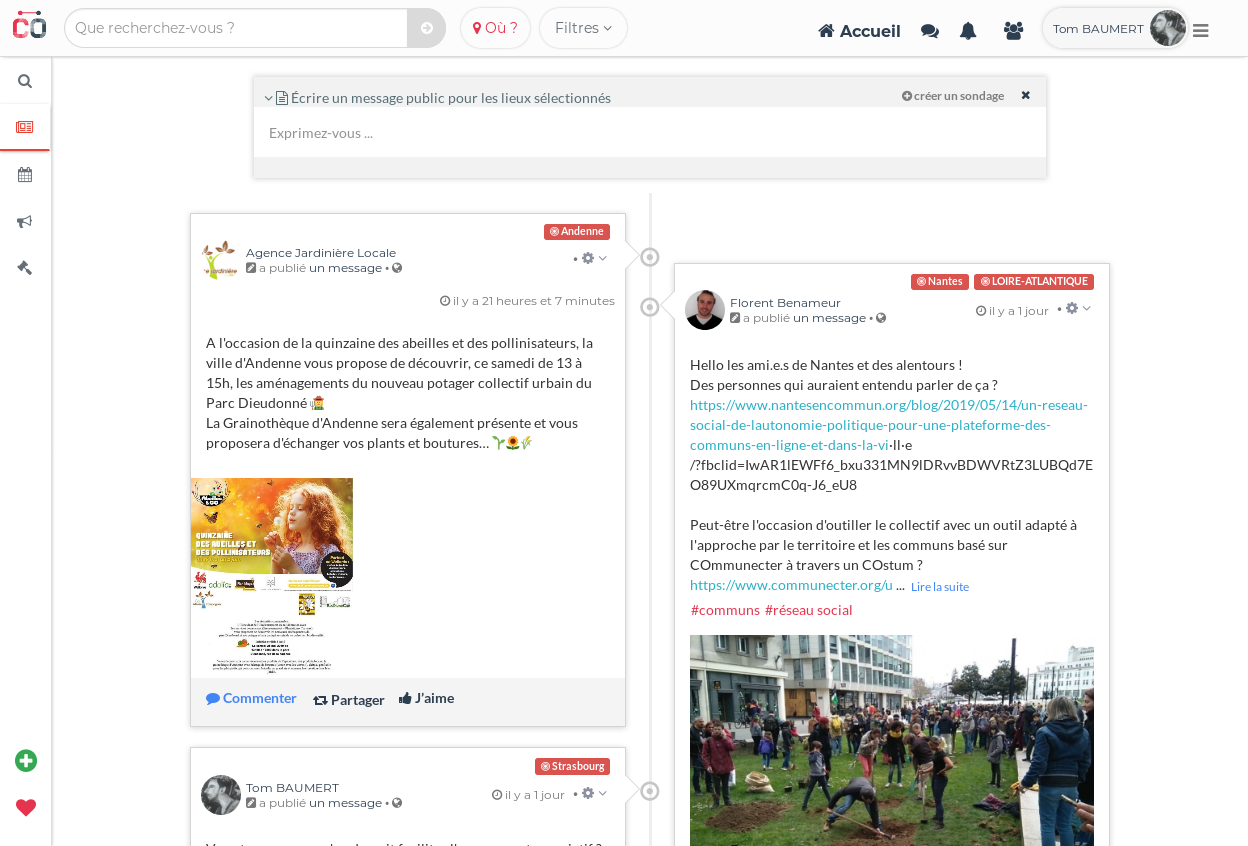 CO
Que recherchez-vous ?
Où ?
Filtres
Accueil
Tom BAUMERT
Écrire un message public pour les lieux sélectionnés
créer un sondage
Exprimez-vous ...
Andenne
Agence Jardinière Locale
a publié un message •
•
il y a 21 heures et 7 minutes
A l'occasion de la quinzaine des abeilles et des pollinisateurs, la
ville d'Andenne vous propose de découvrir, ce samedi de 13 à
15h, les aménagements du nouveau potager collectif urbain du
Parc Dieudonné
La Grainothèque d'Andenne sera également présente et vous
proposera d'échanger vos plants et boutures…
QUINZAINE
DES ABEILLES ET
DES POLLINISATEURS
Commenter
Partager
J'aime
Strasbourg
Tom BAUMERT
a publié un message •
il y a 1 jour •
Nantes
LOIRE-ATLANTIQUE
Florent Benameur
a publié un message •
il y a 1 jour •
Hello les ami.e.s de Nantes et des alentours !
Des personnes qui auraient entendu parler de ça ?
https://www.nantesencommun.org/blog/2019/05/14/un-reseau-
social-de-lautonomie-politique-pour-une-plateforme-des-
communs-en-ligne-et-dans-la-vi·ll·e
/?fbclid=IwAR1lEWFf6_bxu331MN9lDRvvBDWVRtZ3LUBQd7E
O89UXmqrcmC0q-J6_eU8
Peut-être l'occasion d'outiller le collectif avec un outil adapté à
l'approche par le territoire et les communs basé sur
COmmunecter à travers un COstum ?
https://www.communecter.org/u ... Lire la suite
#communs #réseau social